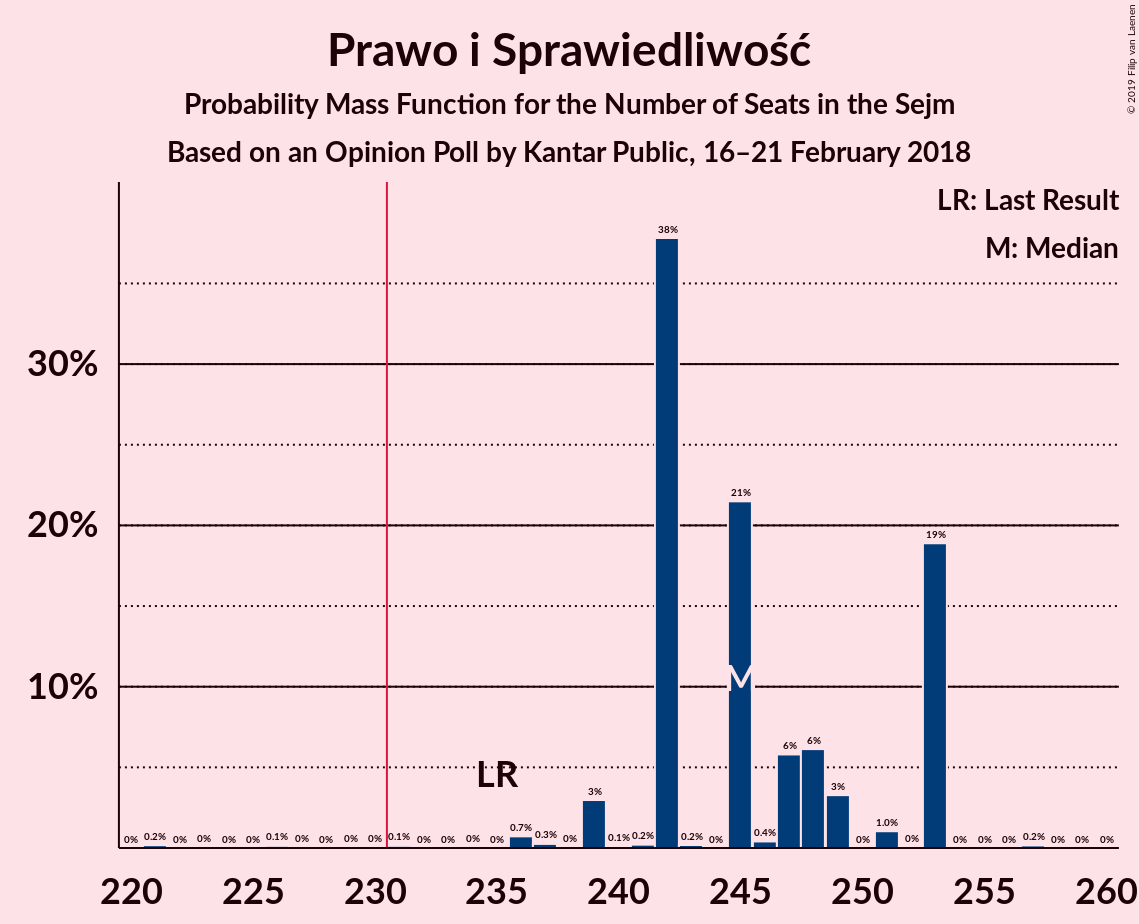 Prawo i Sprawiedliwość
Probability Mass Function for the Number of Seats in the Sejm
Based on an Opinion Poll by Kantar Public, 16–21 February 2018
© 2019 Filip van Laenen
LR: Last Result
M: Median
30%
20%
10%
LR
M
0% 0.2% 0% 0% 0% 0% 0.1% 0% 0% 0% 0% 0.1% 0% 0% 0% 0% 0.7% 0.3% 0% 3% 0.1% 0.2% 38% 0.2% 0% 21% 0.4% 6% 6% 3% 0% 1.0% 0% 19% 0% 0% 0% 0.2% 0% 0% 0%
220 225 230 235 240 245 250 255 260